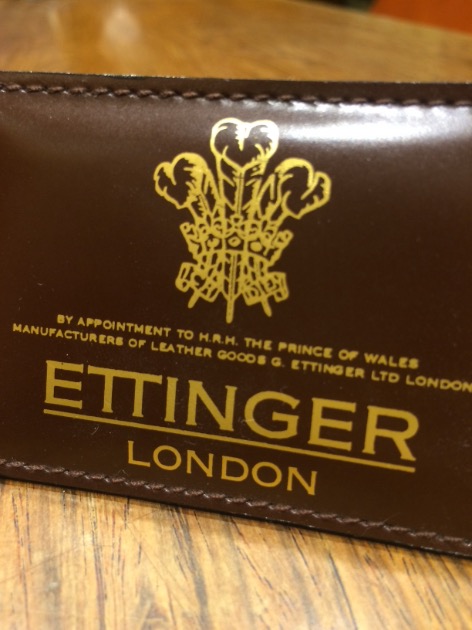 BY APPOINTMENT TO H.R.H. THE PRINCE OF WALES
MANUFACTURERS OF LEATHER GOODS G. ETTINGER LTD LONDON
ETTINGER
LONDON